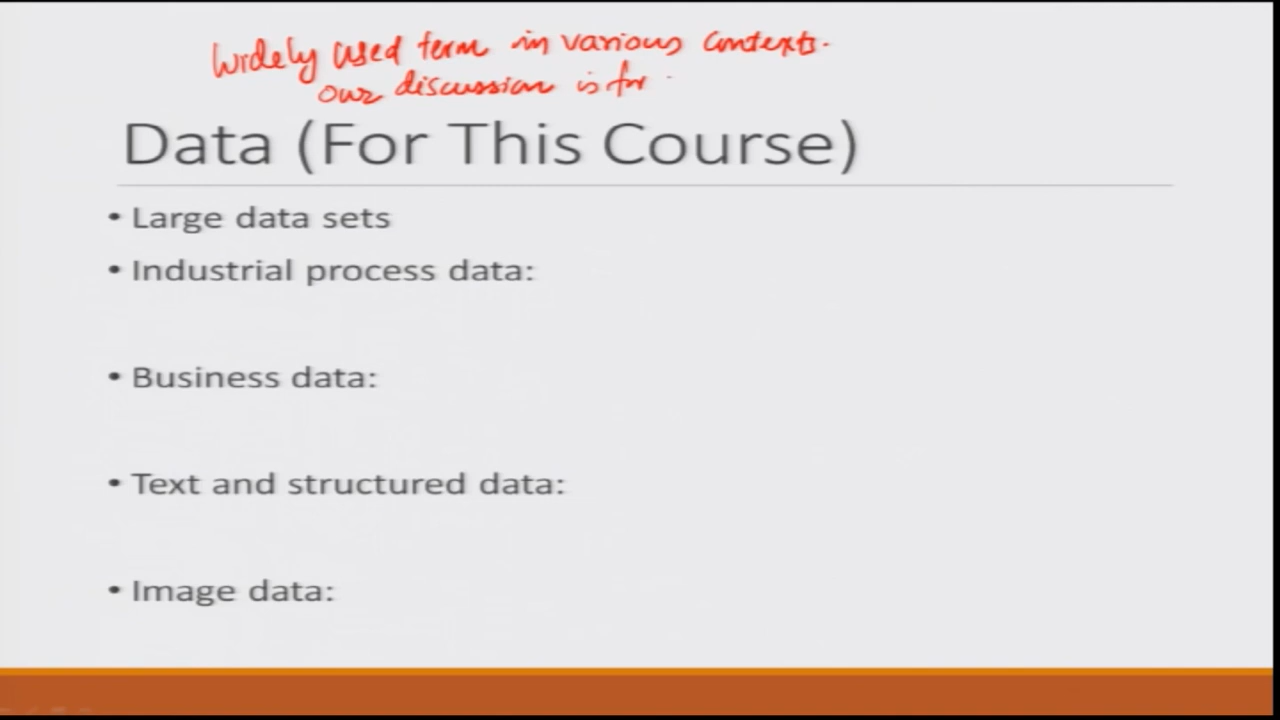 Widely used term in various contexts.
our discussion is for
Data (For This Course)
• Large data sets
• Industrial process data:
• Business data:
• Text and structured data:
• Image data: